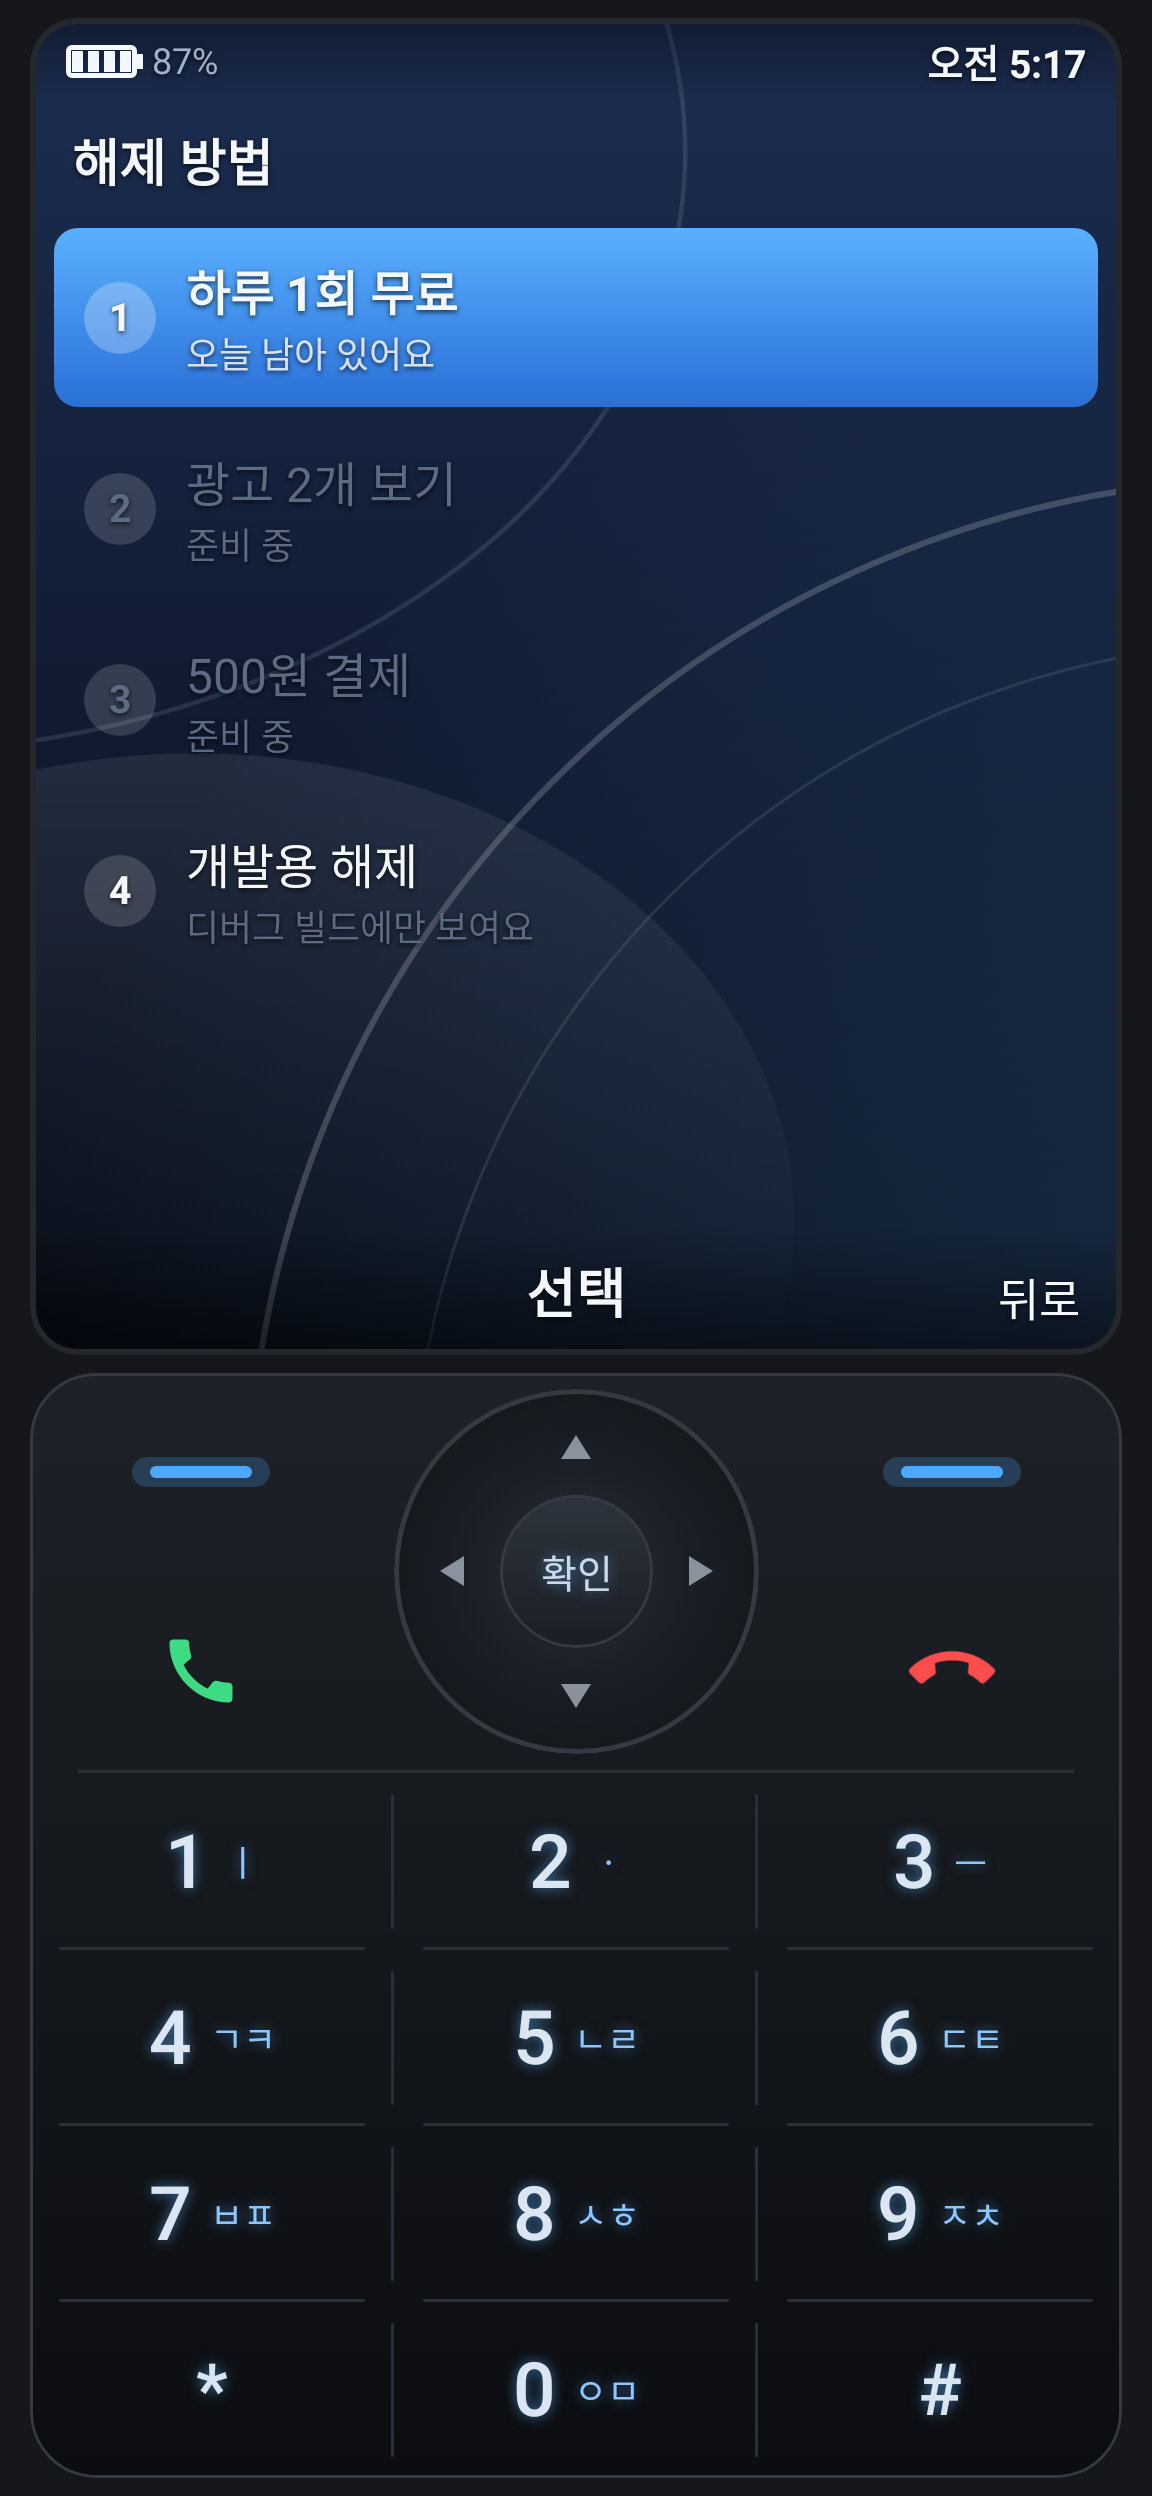 87%
오전 5:17
해제 방법
1
하루 1회 무료
오늘 남아 있어요
2
광고 2개 보기
준비 중
3
500원 결제
준비 중
4
개발용 해제
디버그 빌드에만 보여요
선택
뒤로
확인
1 ㅣ
2 ·
3 ㅡ
4 ㄱㅋ
5 ㄴㄹ
6 ㄷㅌ
7 ㅂㅍ
8 ㅅㅎ
9 ㅈㅊ
*
0 ㅇㅁ
#